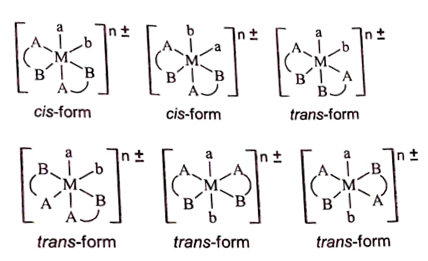 a b a
A b A a A b
M M M
B B B B B A
A A B
n ± n ± n ±
cis-form cis-form trans-form
a a a
B b A A A B
M M M
A B B B B A
A b b
n ± n ± n ±
trans-form trans-form trans-form